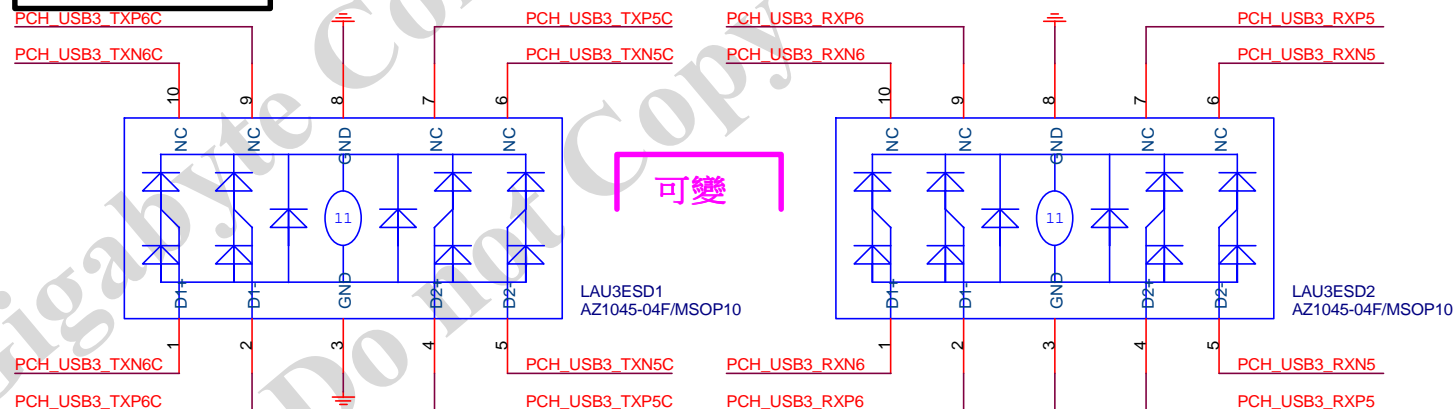 PCH_USB3_TXP6C PCH_USB3_TXP5C PCH_USB3_RXP6 PCH_USB3_RXP5
PCH_USB3_TXN6C PCH_USB3_TXN5C PCH_USB3_RXN6 PCH_USB3_RXN5
10 9 8 7 6 10 9 8 7 6
NC NC GND NC NC NC NC GND NC NC
可變
11 11
D1+ D1- GND D2+ D2- D1+ D1- GND D2+ D2-
LAU3ESD1 LAU3ESD2
AZ1045-04F/MSOP10 AZ1045-04F/MSOP10
1 2 3 4 5 1 2 3 4 5
PCH_USB3_TXN6C PCH_USB3_TXN5C PCH_USB3_RXN6 PCH_USB3_RXN5
PCH_USB3_TXP6C PCH_USB3_TXP5C PCH_USB3_RXP6 PCH_USB3_RXP5
Gigabyte Co
Do not Copy